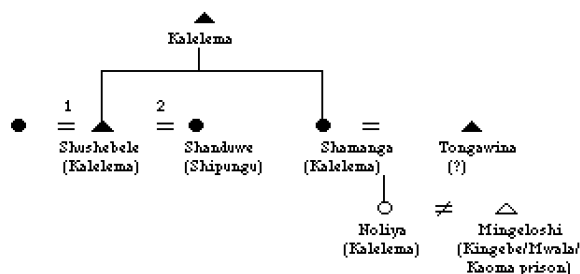 Kalelema
1 2
= = =
Shushebele Shanduwe Shamanga Tongawina
(Kalelema) (Shipungu) (Kalelema) (?)
≠
Noliya Mingeloshi
(Kalelema) (Kingebe/Mwala/
Kaoma prison)